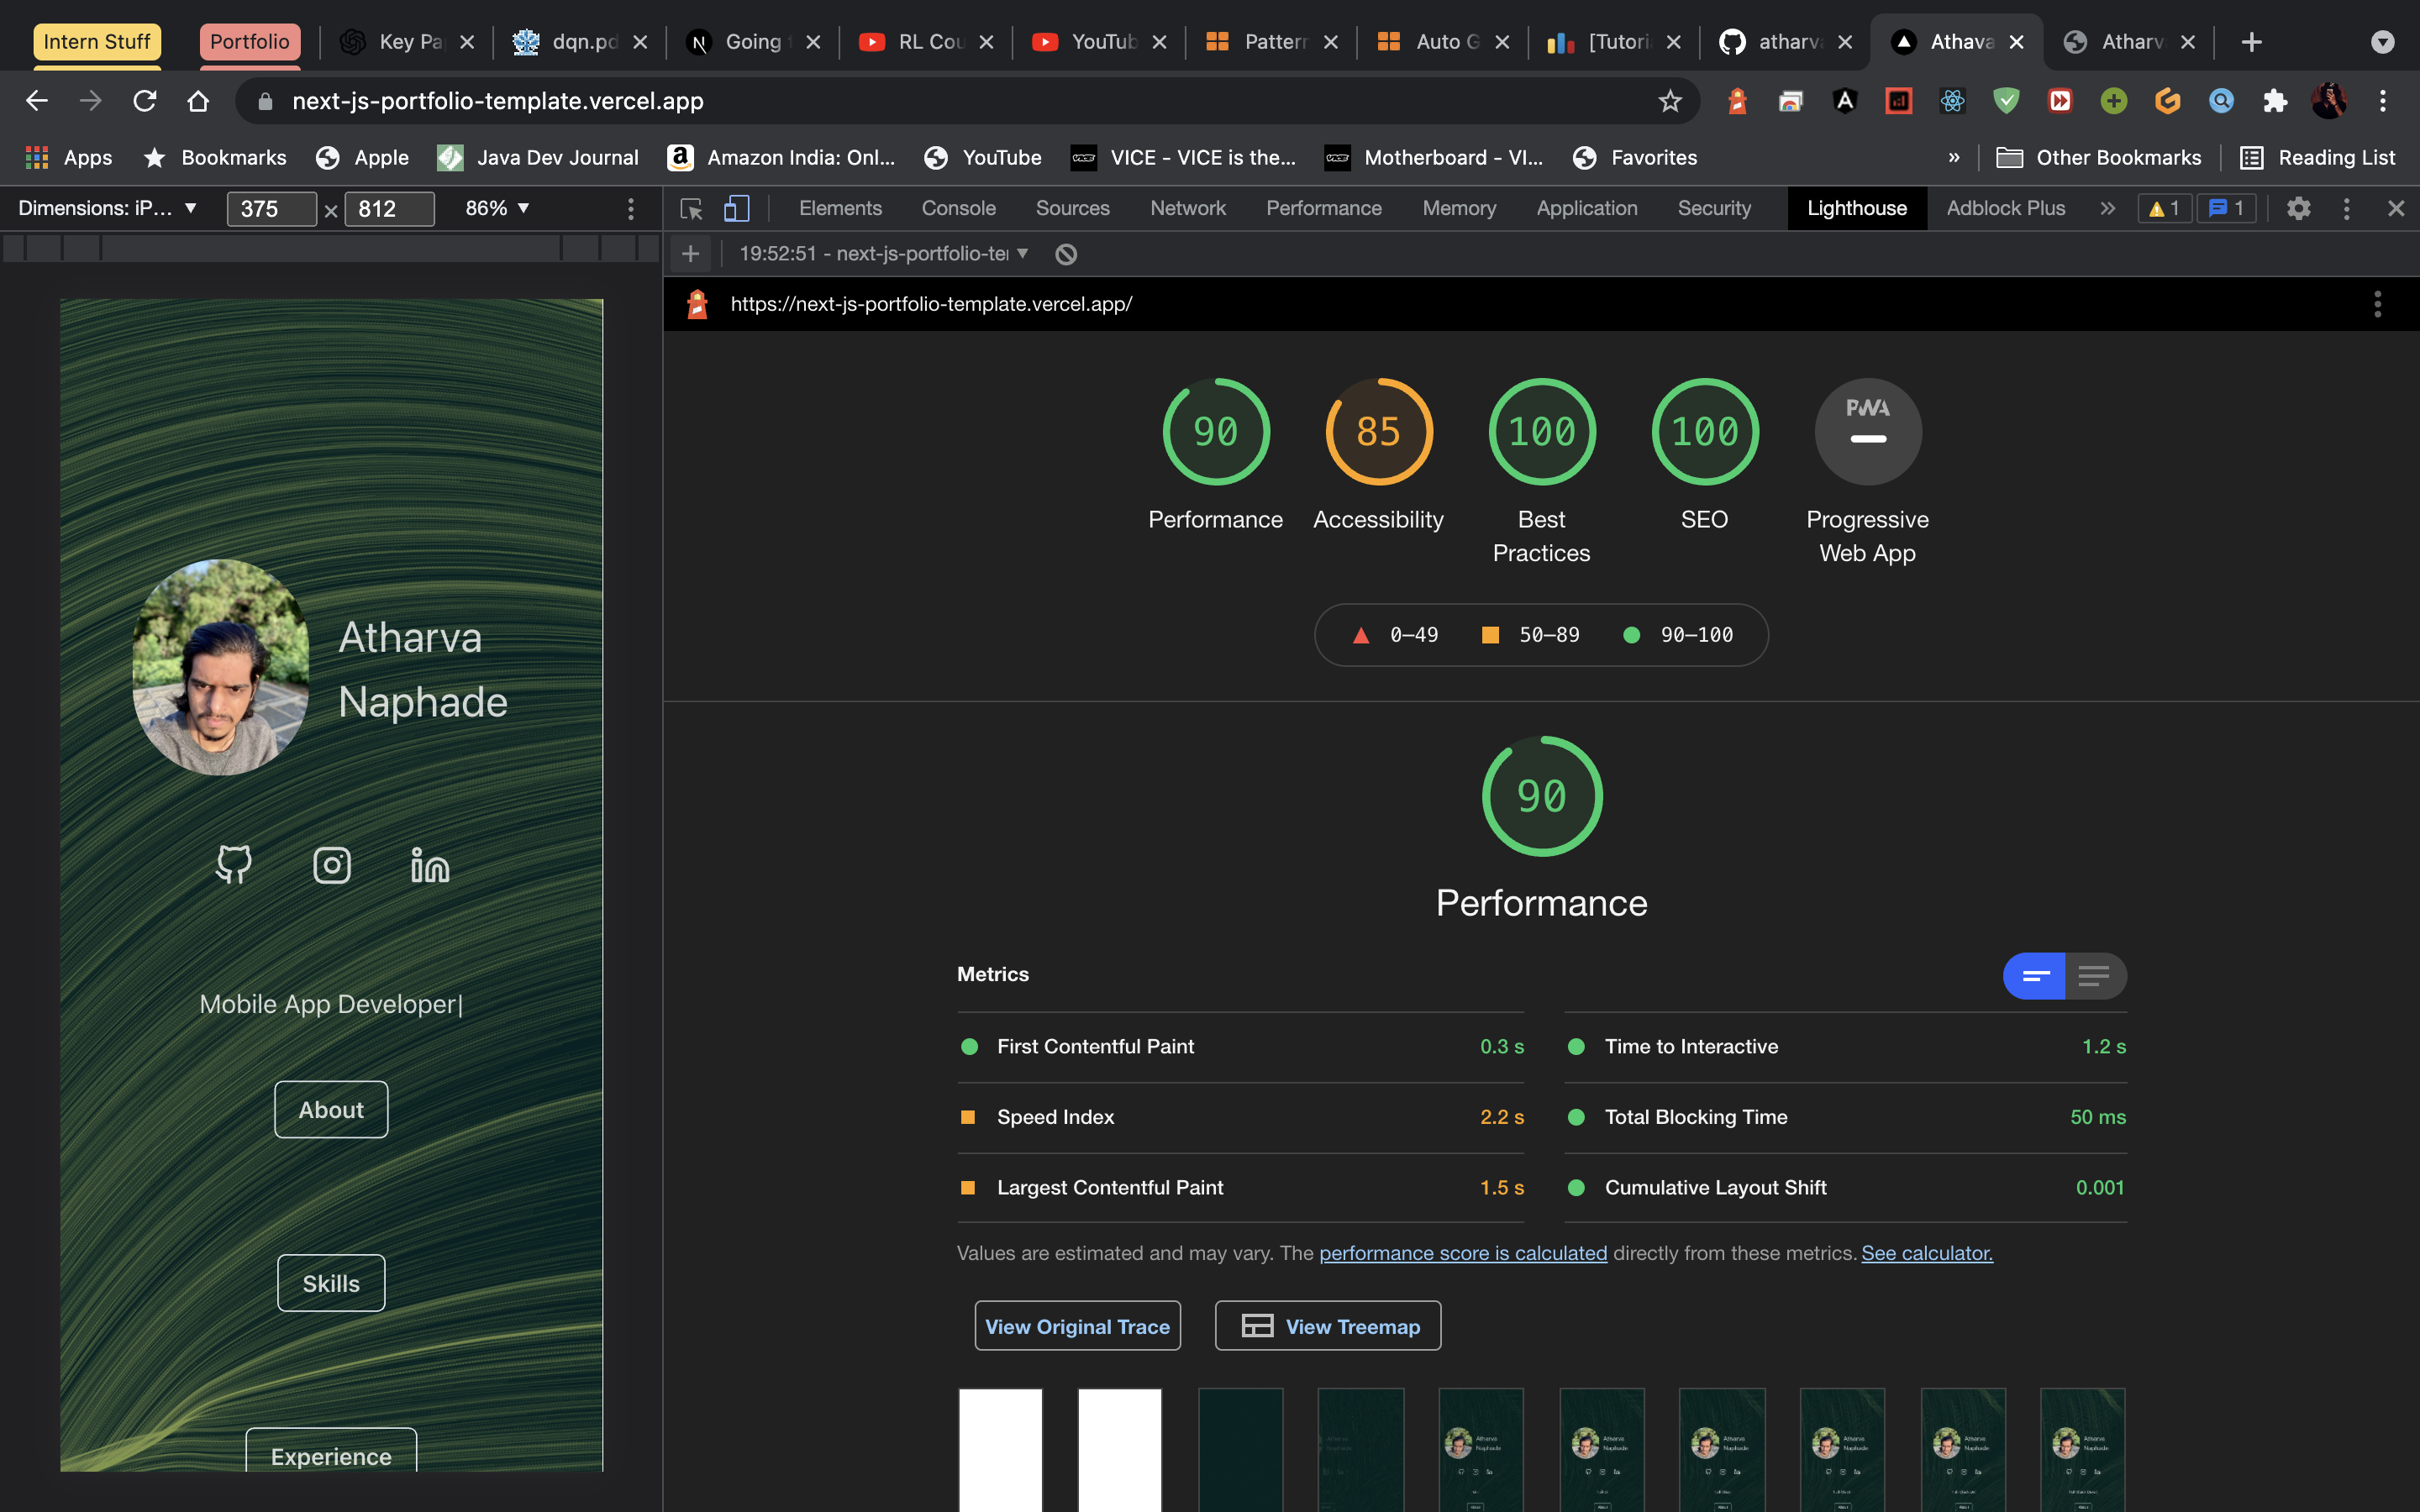 Intern Stuff
Portfolio
Key Pa
dqn.pd
Going
RL Cou
YouTub
Patterr
Auto G
[Tutori
atharva
Athava
Atharv
next-js-portfolio-template.vercel.app
Apps
Bookmarks
Apple
Java Dev Journal
Amazon India: Onl...
YouTube
VICE - VICE is the...
Motherboard - VI...
Favorites
»
Other Bookmarks
Reading List
Dimensions: iP...
375
×
812
86%
Elements
Console
Sources
Network
Performance
Memory
Application
Security
Lighthouse
Adblock Plus
1
1
19:52:51 - next-js-portfolio-te
https://next-js-portfolio-template.vercel.app/
90
85
100
100
PWA
Performance
Accessibility
Best
Practices
SEO
Progressive
Web App
0–49
50–89
90–100
90
Performance
Metrics
First Contentful Paint
0.3 s
Time to Interactive
1.2 s
Speed Index
2.2 s
Total Blocking Time
50 ms
Largest Contentful Paint
1.5 s
Cumulative Layout Shift
0.001
Values are estimated and may vary. The performance score is calculated directly from these metrics. See calculator.
View Original Trace
View Treemap
Atharva
Naphade
Mobile App Developer|
About
Skills
Experience